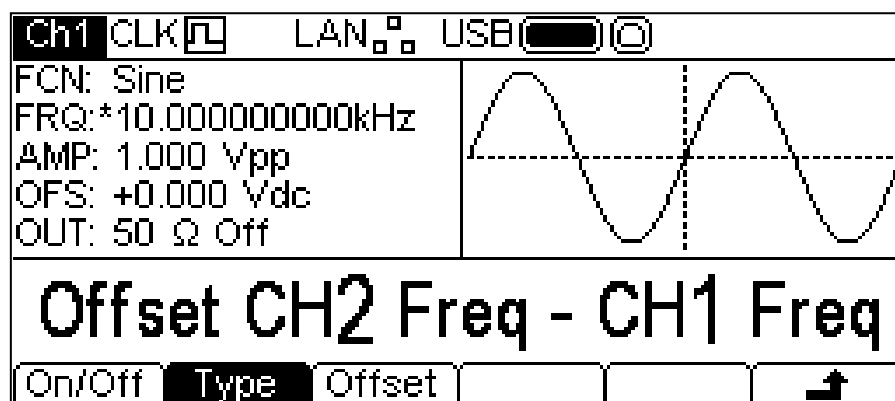 Ch1 CLK LAN USB
FCN: Sine
FRQ:*10.000000000kHz
AMP: 1.000 Vpp
OFS: +0.000 Vdc
OUT: 50 Ω Off
Offset CH2 Freq - CH1 Freq
On/Off Type Offset